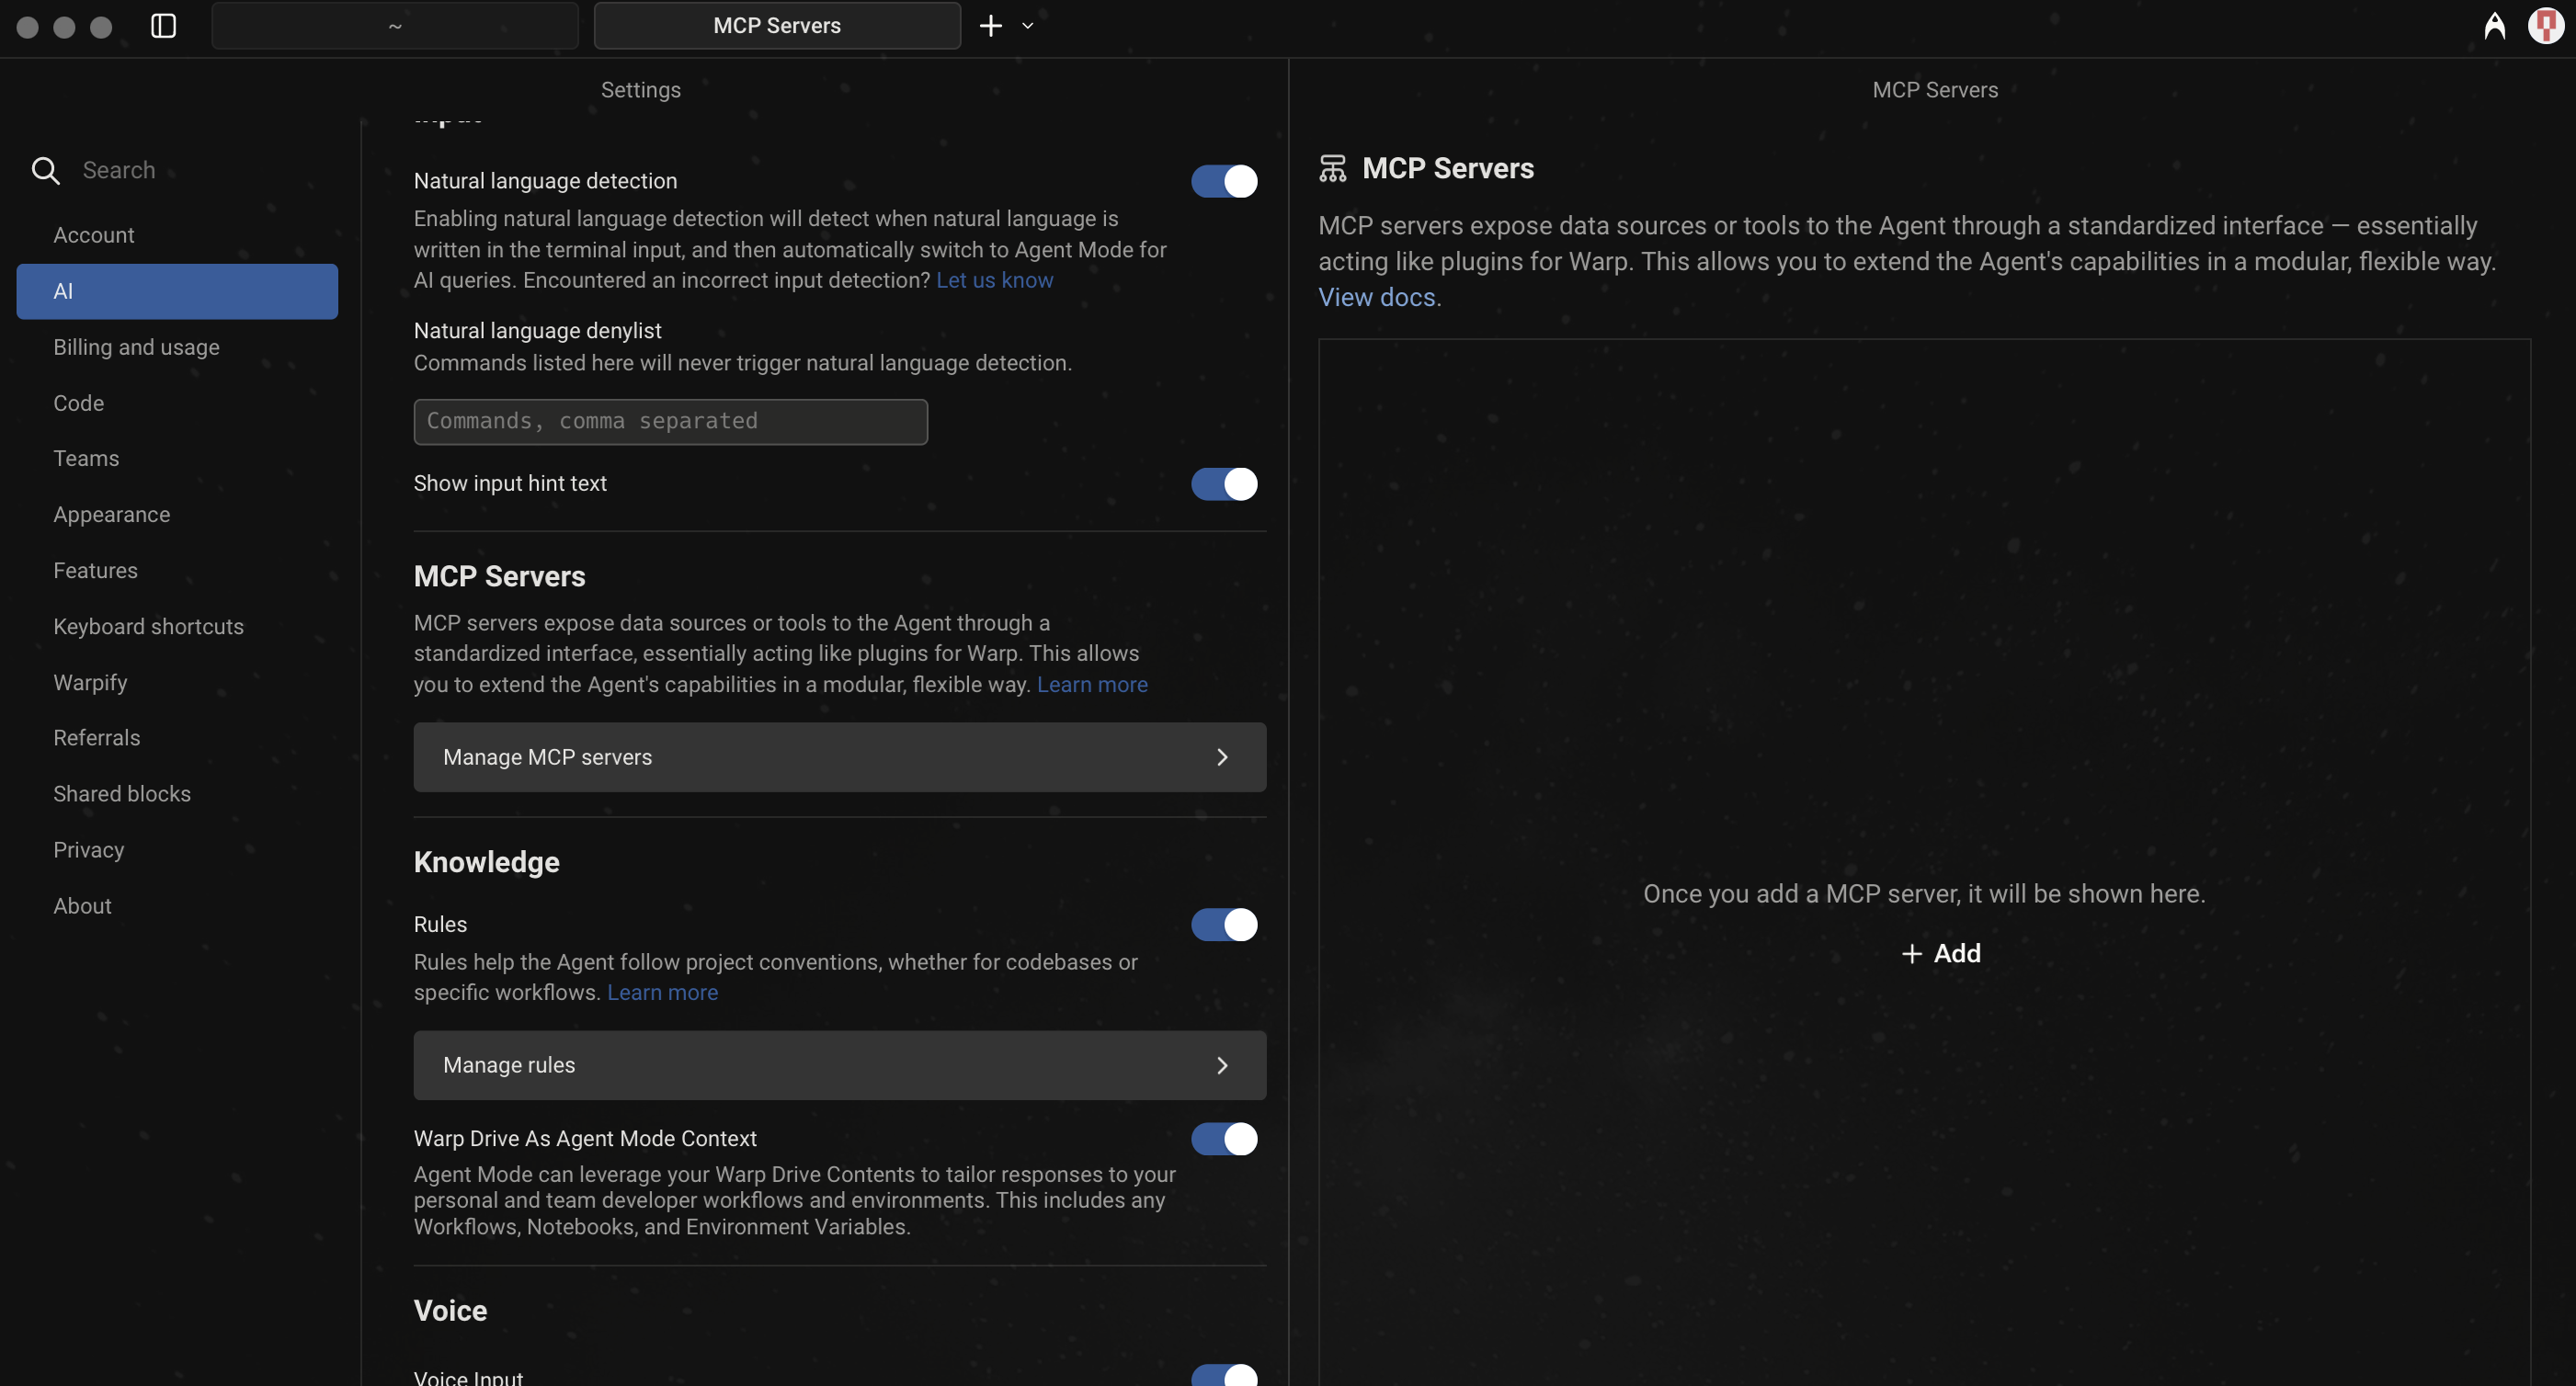 ~
MCP Servers
Settings
Input
Search
Account
AI
Billing and usage
Code
Teams
Appearance
Features
Keyboard shortcuts
Warpify
Referrals
Shared blocks
Privacy
About
Natural language detection
Enabling natural language detection will detect when natural language is
written in the terminal input, and then automatically switch to Agent Mode for
AI queries. Encountered an incorrect input detection? Let us know
Natural language denylist
Commands listed here will never trigger natural language detection.
Commands, comma separated
Show input hint text
MCP Servers
MCP servers expose data sources or tools to the Agent through a
standardized interface, essentially acting like plugins for Warp. This allows
you to extend the Agent's capabilities in a modular, flexible way. Learn more
Manage MCP servers
Knowledge
Rules
Rules help the Agent follow project conventions, whether for codebases or
specific workflows. Learn more
Manage rules
Warp Drive As Agent Mode Context
Agent Mode can leverage your Warp Drive Contents to tailor responses to your
personal and team developer workflows and environments. This includes any
Workflows, Notebooks, and Environment Variables.
Voice
Voice Input
MCP Servers
MCP Servers
MCP servers expose data sources or tools to the Agent through a standardized interface — essentially
acting like plugins for Warp. This allows you to extend the Agent's capabilities in a modular, flexible way.
View docs.
Once you add a MCP server, it will be shown here.
+ Add